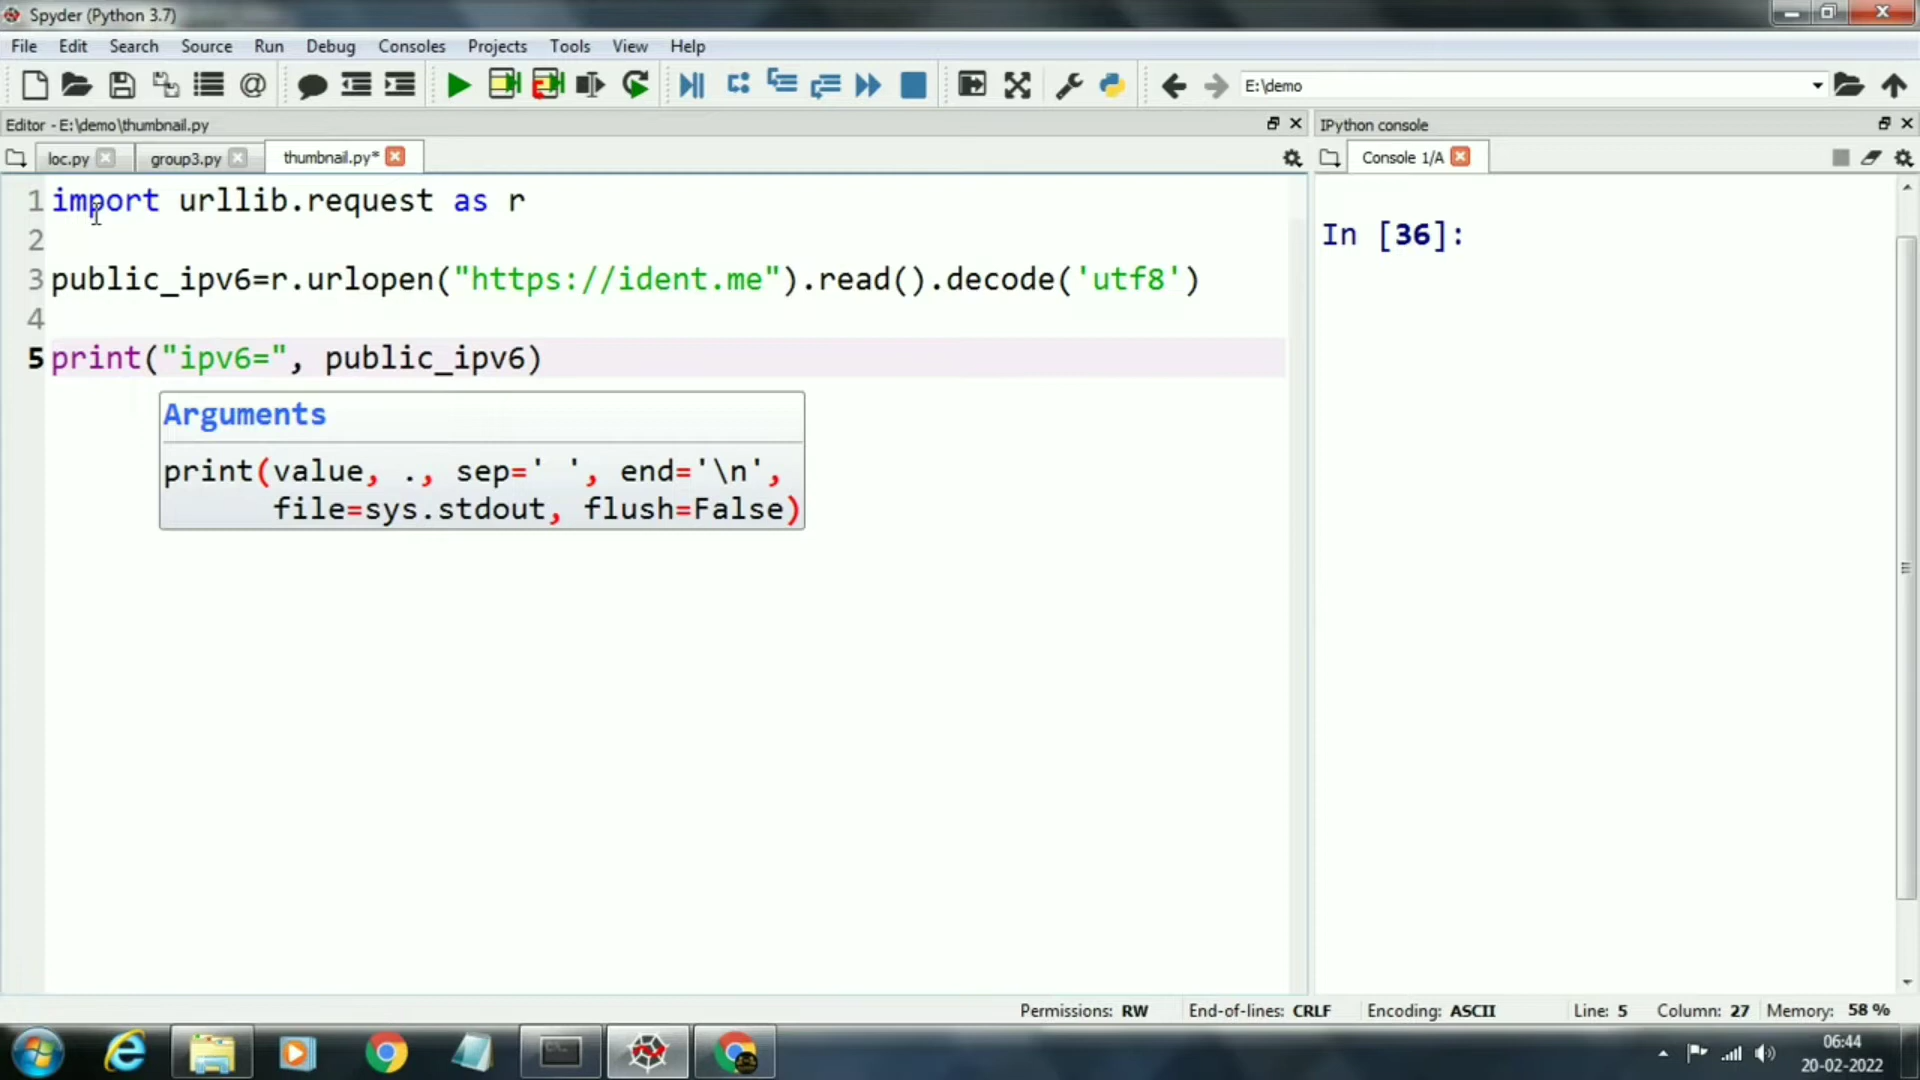 Spyder (Python 3.7)
File Edit Search Source Run Debug Consoles Projects Tools View Help
E:\demo
Editor - E:\demo\thumbnail.py
IPython console
loc.py group3.py thumbnail.py*
Console 1/A
1 import urllib.request as r
2
3 public_ipv6=r.urlopen("https://ident.me").read().decode('utf8')
4
5 print("ipv6=", public_ipv6)
Arguments
print(value, ., sep=' ', end='\n',
file=sys.stdout, flush=False)
In [36]:
Permissions: RW End-of-lines: CRLF Encoding: ASCII Line: 5 Column: 27 Memory: 58 %
06:44
20-02-2022